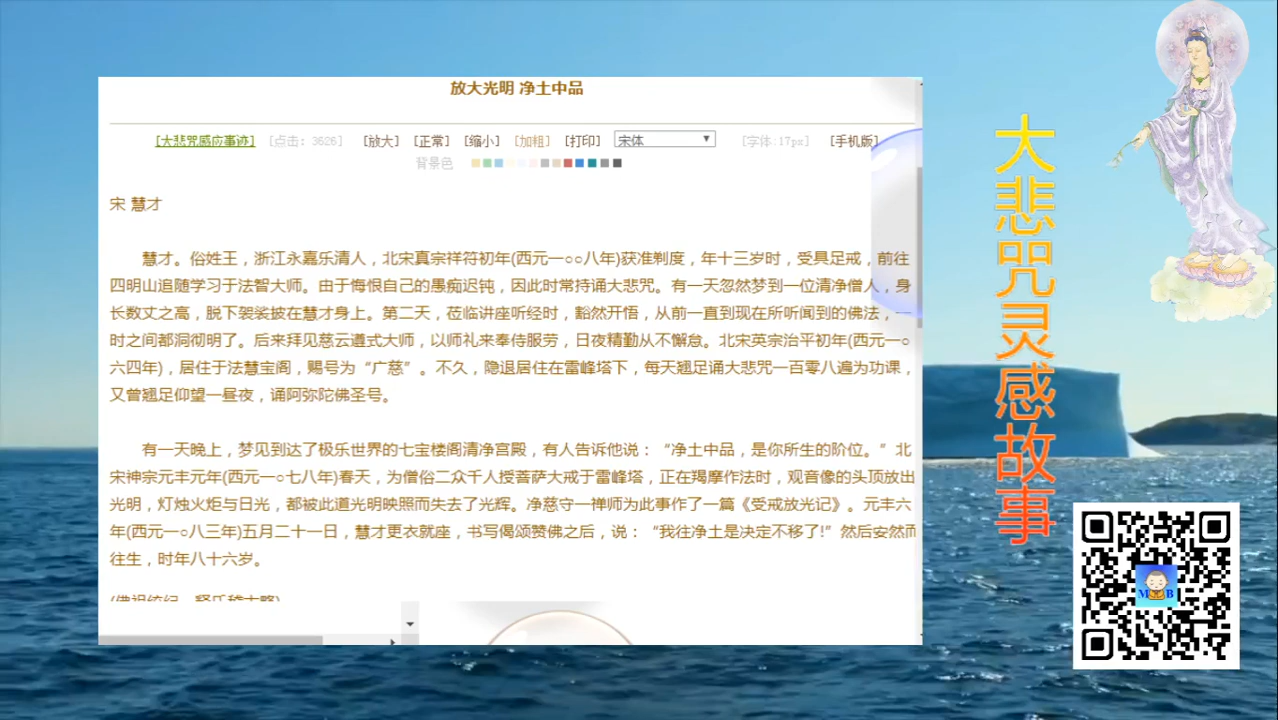 放大光明 净土中品
[大悲咒感应事迹] [点击: 3626] [放大] [正常] [缩小] [加粗] [打印] 宋体 [字体:17px] [手机版]
背景色
宋 慧才
慧才。俗姓王，浙江永嘉乐清人，北宋真宗祥符初年(西元一○○八年)获准剃度，年十三岁时，受具足戒，前往
四明山追随学习于法智大师。由于悔恨自己的愚痴迟钝，因此时常持诵大悲咒。有一天忽然梦到一位清净僧人，身
长数丈之高，脱下袈裟披在慧才身上。第二天，莅临讲座听经时，豁然开悟，从前一直到现在所听闻到的佛法，一
时之间都洞彻明了。后来拜见慈云遵式大师，以师礼来奉侍服劳，日夜精勤从不懈怠。北宋英宗治平初年(西元一○
六四年)，居住于法慧宝阁，赐号为“广慈”。不久，隐退居住在雷峰塔下，每天翘足诵大悲咒一百零八遍为功课，
又曾翘足仰望一昼夜，诵阿弥陀佛圣号。
有一天晚上，梦见到达了极乐世界的七宝楼阁清净宫殿，有人告诉他说：“净土中品，是你所生的阶位。”北
宋神宗元丰元年(西元一○七八年)春天，为僧俗二众千人授菩萨大戒于雷峰塔，正在羯摩作法时，观音像的头顶放出
光明，灯烛火炬与日光，都被此道光明映照而失去了光辉。净慈守一禅师为此事作了一篇《受戒放光记》。元丰六
年(西元一○八三年)五月二十一日，慧才更衣就座，书写偈颂赞佛之后，说：“我往净土是决定不移了!”然后安然而
往生，时年八十六岁。
(佛祖统纪、释氏稽古略)
大悲咒灵感故事
M B